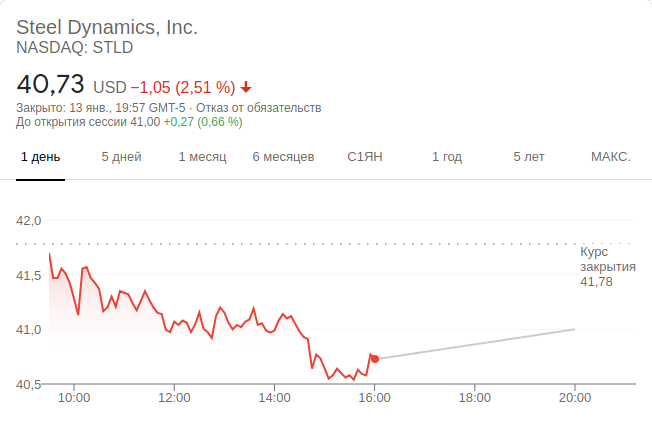 Steel Dynamics, Inc.
NASDAQ: STLD
40,73 USD −1,05 (2,51 %)
Закрыто: 13 янв., 19:57 GMT-5 · Отказ от обязательств
До открытия сессии 41,00 +0,27 (0,66 %)
1 день 5 дней 1 месяц 6 месяцев С1ЯН 1 год 5 лет МАКС.
42,0
Курс
закрытия
41,78
41,5
41,0
40,5
10:00 12:00 14:00 16:00 18:00 20:00